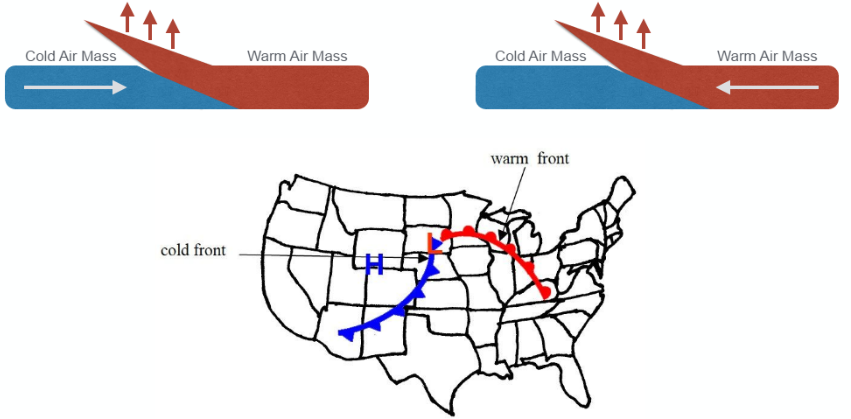 Cold Air Mass
Warm Air Mass
Cold Air Mass
Warm Air Mass
warm front
cold front
L
H